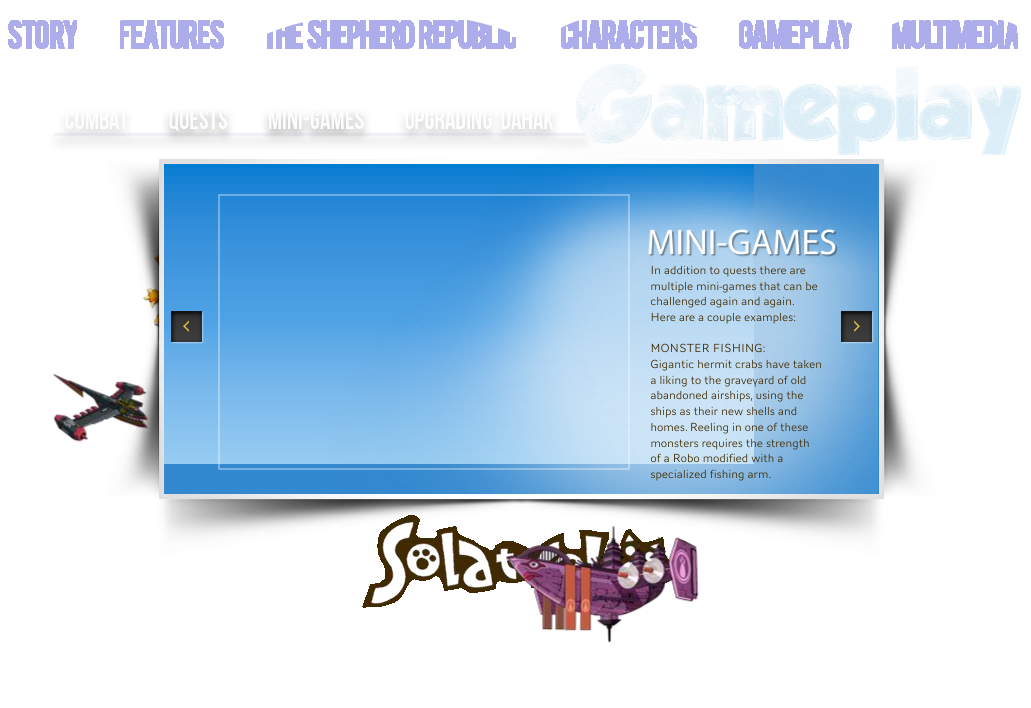 STORY FEATURES THE SHEPHERD REPUBLIC CHARACTERS GAMEPLAY MULTIMEDIA
Gameplay
COMBAT QUESTS MINI-GAMES UPGRADING DAHAK
MINI-GAMES
In addition to quests there are
multiple mini-games that can be
challenged again and again.
Here are a couple examples:
MONSTER FISHING:
Gigantic hermit crabs have taken
a liking to the graveyard of old
abandoned airships, using the
ships as their new shells and
homes. Reeling in one of these
monsters requires the strength
of a Robo modified with a
specialized fishing arm.